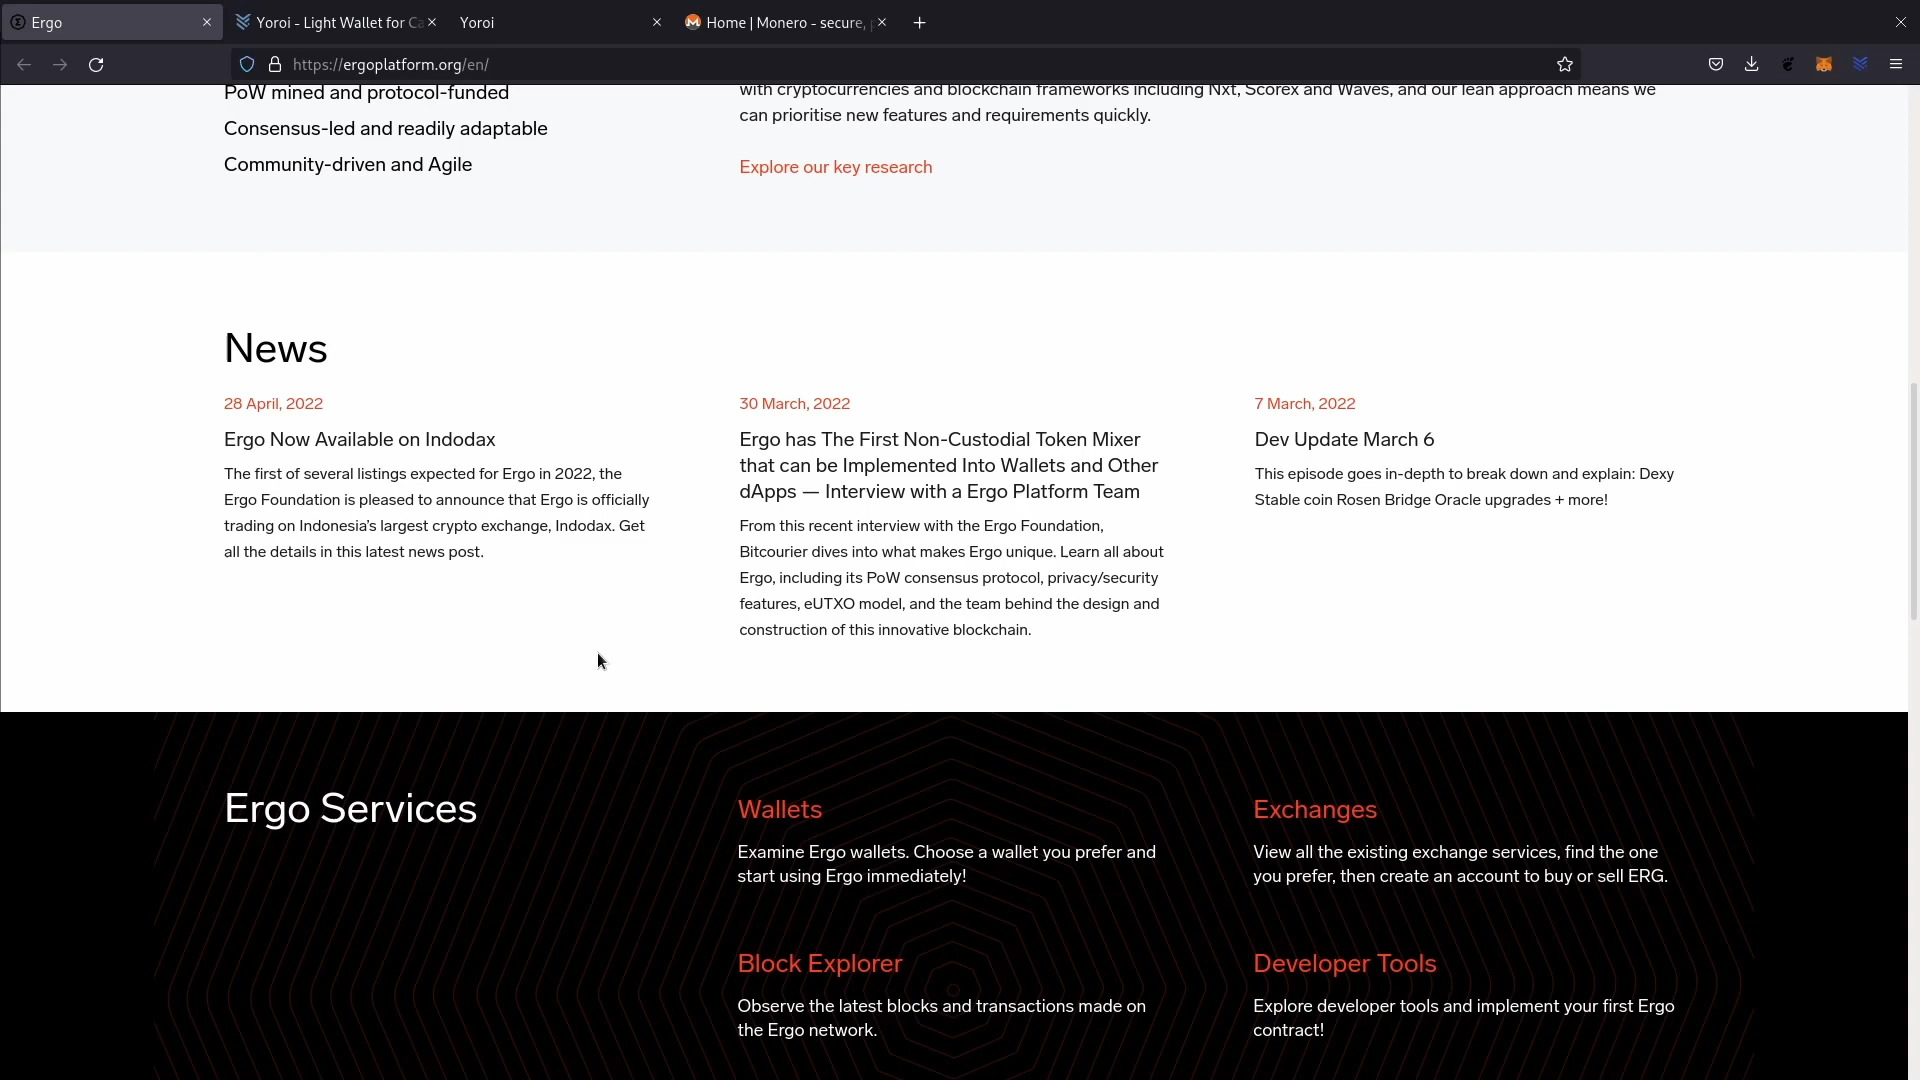 Ergo
Yoroi - Light Wallet for Ca
Yoroi
Home | Monero - secure, p
https://ergoplatform.org/en/
PoW mined and protocol-funded
Consensus-led and readily adaptable
Community-driven and Agile
with cryptocurrencies and blockchain frameworks including Nxt, Scorex and Waves, and our lean approach means we
can prioritise new features and requirements quickly.
Explore our key research
News
28 April, 2022
Ergo Now Available on Indodax
The first of several listings expected for Ergo in 2022, the
Ergo Foundation is pleased to announce that Ergo is officially
trading on Indonesia's largest crypto exchange, Indodax. Get
all the details in this latest news post.
30 March, 2022
Ergo has The First Non-Custodial Token Mixer
that can be Implemented Into Wallets and Other
dApps — Interview with a Ergo Platform Team
From this recent interview with the Ergo Foundation,
Bitcourier dives into what makes Ergo unique. Learn all about
Ergo, including its PoW consensus protocol, privacy/security
features, eUTXO model, and the team behind the design and
construction of this innovative blockchain.
7 March, 2022
Dev Update March 6
This episode goes in-depth to break down and explain: Dexy
Stable coin Rosen Bridge Oracle upgrades + more!
Ergo Services
Wallets
Examine Ergo wallets. Choose a wallet you prefer and
start using Ergo immediately!
Exchanges
View all the existing exchange services, find the one
you prefer, then create an account to buy or sell ERG.
Block Explorer
Observe the latest blocks and transactions made on
the Ergo network.
Developer Tools
Explore developer tools and implement your first Ergo
contract!